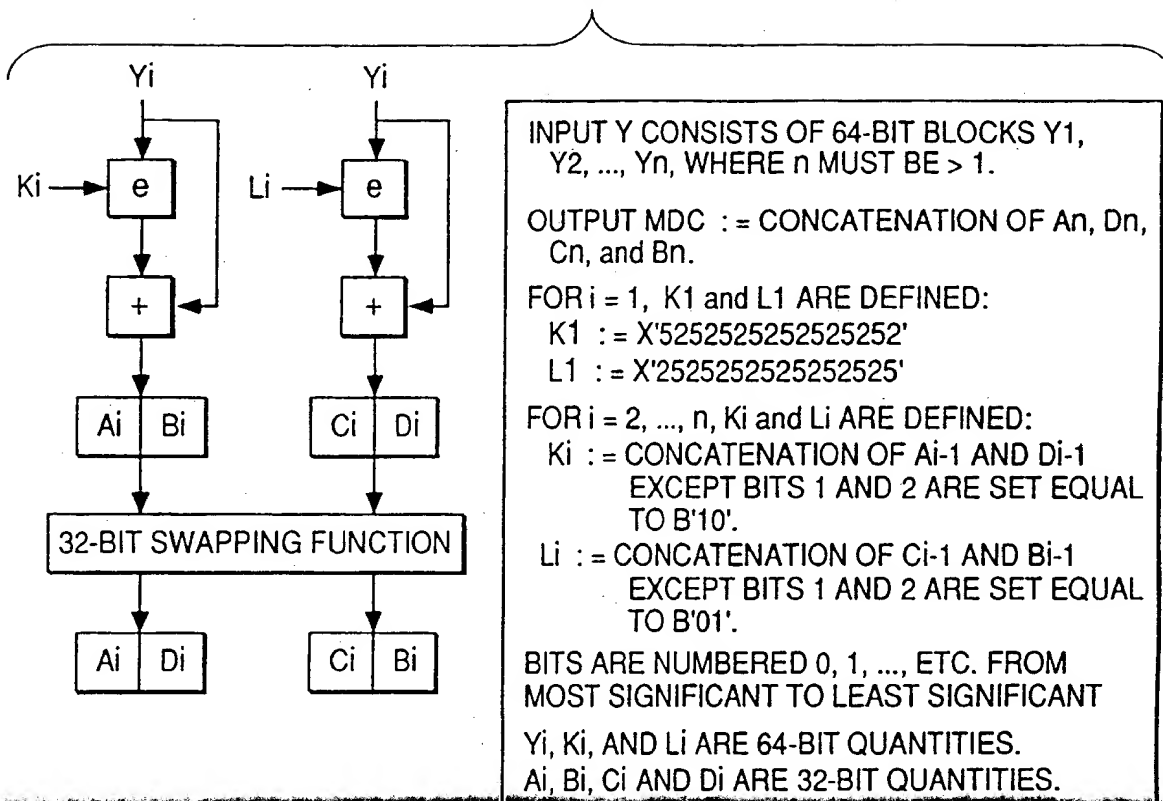 Yi Yi
Ki e Li e
+ +
Ai Bi Ci Di
32-BIT SWAPPING FUNCTION
Ai Di Ci Bi
INPUT Y CONSISTS OF 64-BIT BLOCKS Y1,
Y2, ..., Yn, WHERE n MUST BE > 1.
OUTPUT MDC : = CONCATENATION OF An, Dn,
Cn, and Bn.
FOR i = 1, K1 and L1 ARE DEFINED:
K1 : = X'5252525252525252'
L1 : = X'2525252525252525'
FOR i = 2, ..., n, Ki and Li ARE DEFINED:
Ki : = CONCATENATION OF Ai-1 AND Di-1
EXCEPT BITS 1 AND 2 ARE SET EQUAL
TO B'10'.
Li : = CONCATENATION OF Ci-1 AND Bi-1
EXCEPT BITS 1 AND 2 ARE SET EQUAL
TO B'01'.
BITS ARE NUMBERED 0, 1, ..., ETC. FROM
MOST SIGNIFICANT TO LEAST SIGNIFICANT
Yi, Ki, AND Li ARE 64-BIT QUANTITIES.
Ai, Bi, Ci AND Di ARE 32-BIT QUANTITIES.